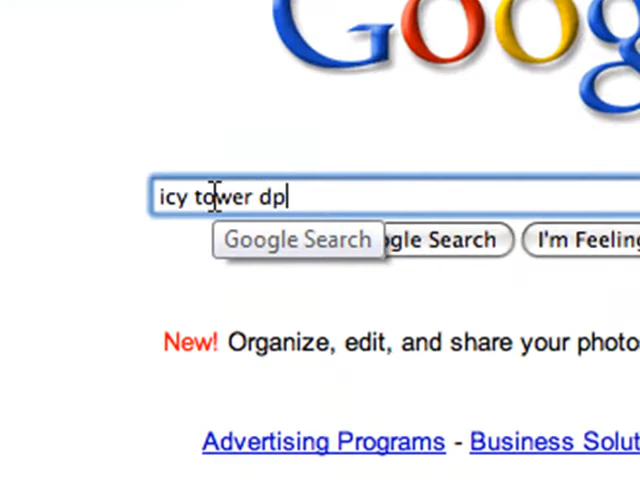 Goog
icy tower dp
Google Search
gle Search
I'm Feeling
New! Organize, edit, and share your photo
Advertising Programs - Business Solut